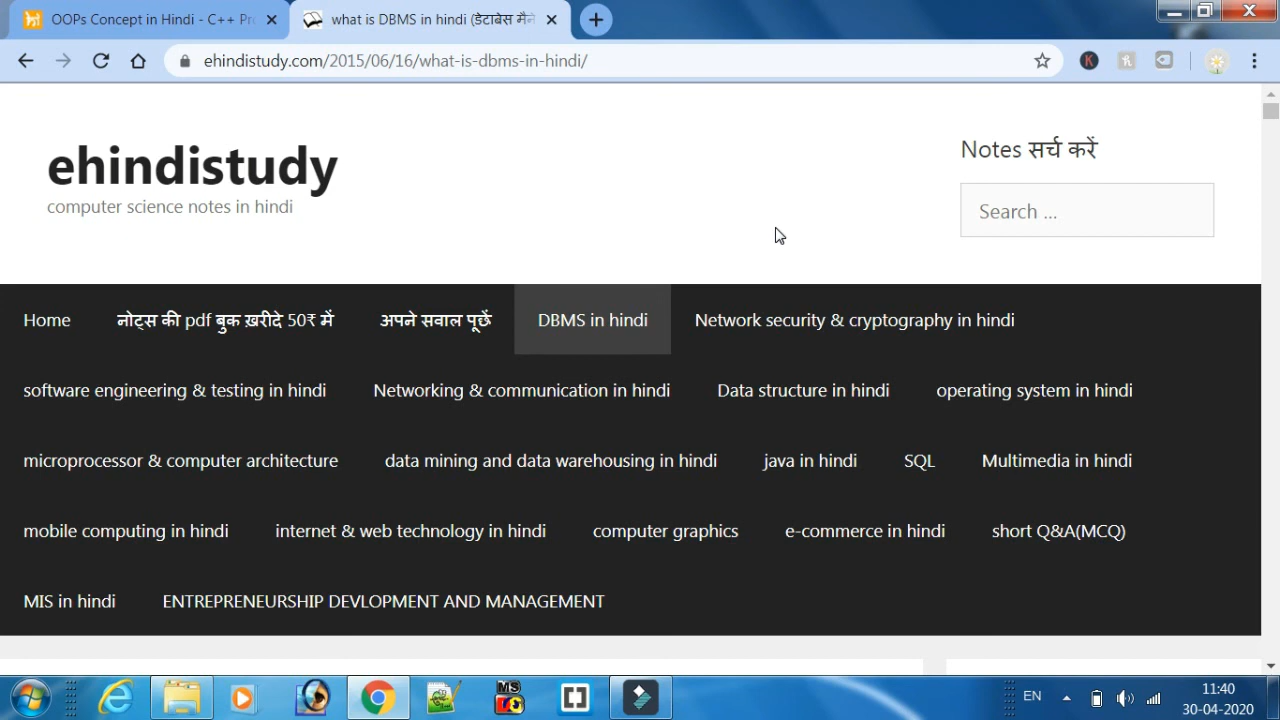 OOPs Concept in Hindi - C++ Pr
what is DBMS in hindi (डेटाबेस मैने
ehindistudy.com/2015/06/16/what-is-dbms-in-hindi/
K
ehindistudy
computer science notes in hindi
Notes सर्च करें
Search ...
Home नोट्स की pdf बुक ख़रीदे 50₹ में अपने सवाल पूछें DBMS in hindi Network security & cryptography in hindi
software engineering & testing in hindi Networking & communication in hindi Data structure in hindi operating system in hindi
microprocessor & computer architecture data mining and data warehousing in hindi java in hindi SQL Multimedia in hindi
mobile computing in hindi internet & web technology in hindi computer graphics e-commerce in hindi short Q&A(MCQ)
MIS in hindi ENTREPRENEURSHIP DEVLOPMENT AND MANAGEMENT
MS
EN
11:40
30-04-2020